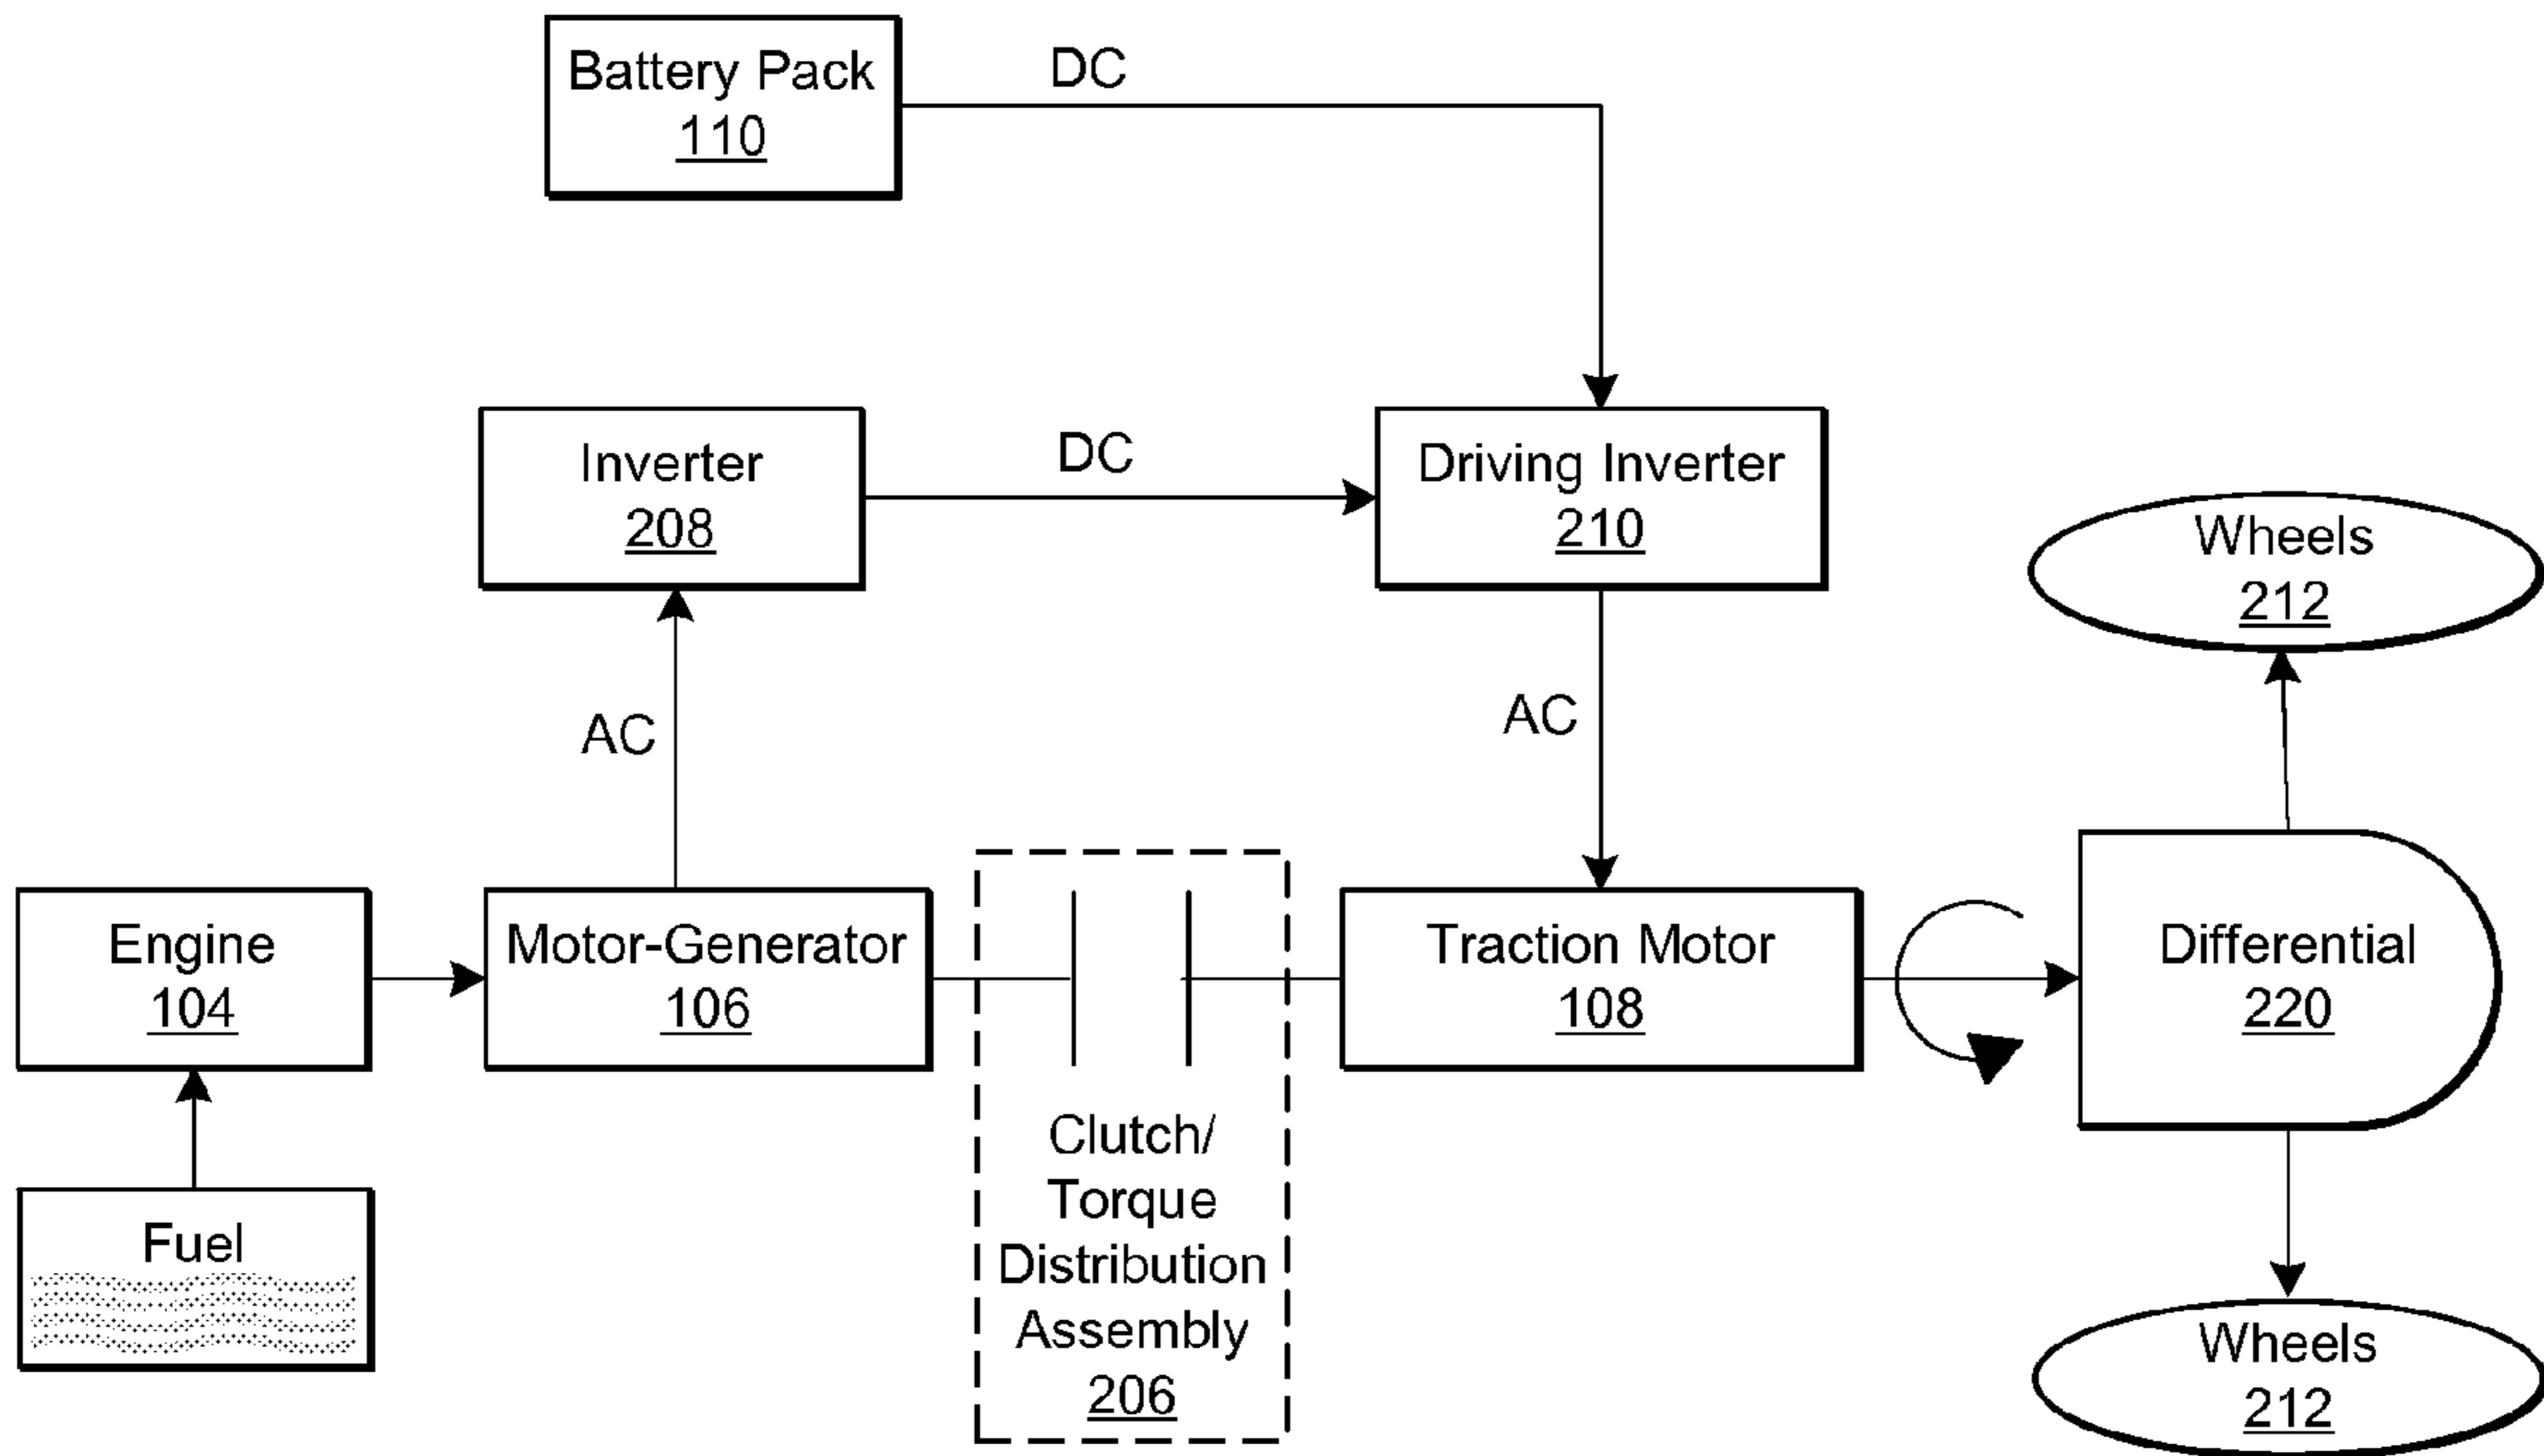 Battery Pack
110
DC
Inverter
208
DC
Driving Inverter
210
Wheels
212
AC
AC
Engine
104
Motor-Generator
106
Traction Motor
108
Differential
220
Clutch/
Torque
Distribution
Assembly
206
Fuel
Wheels
212